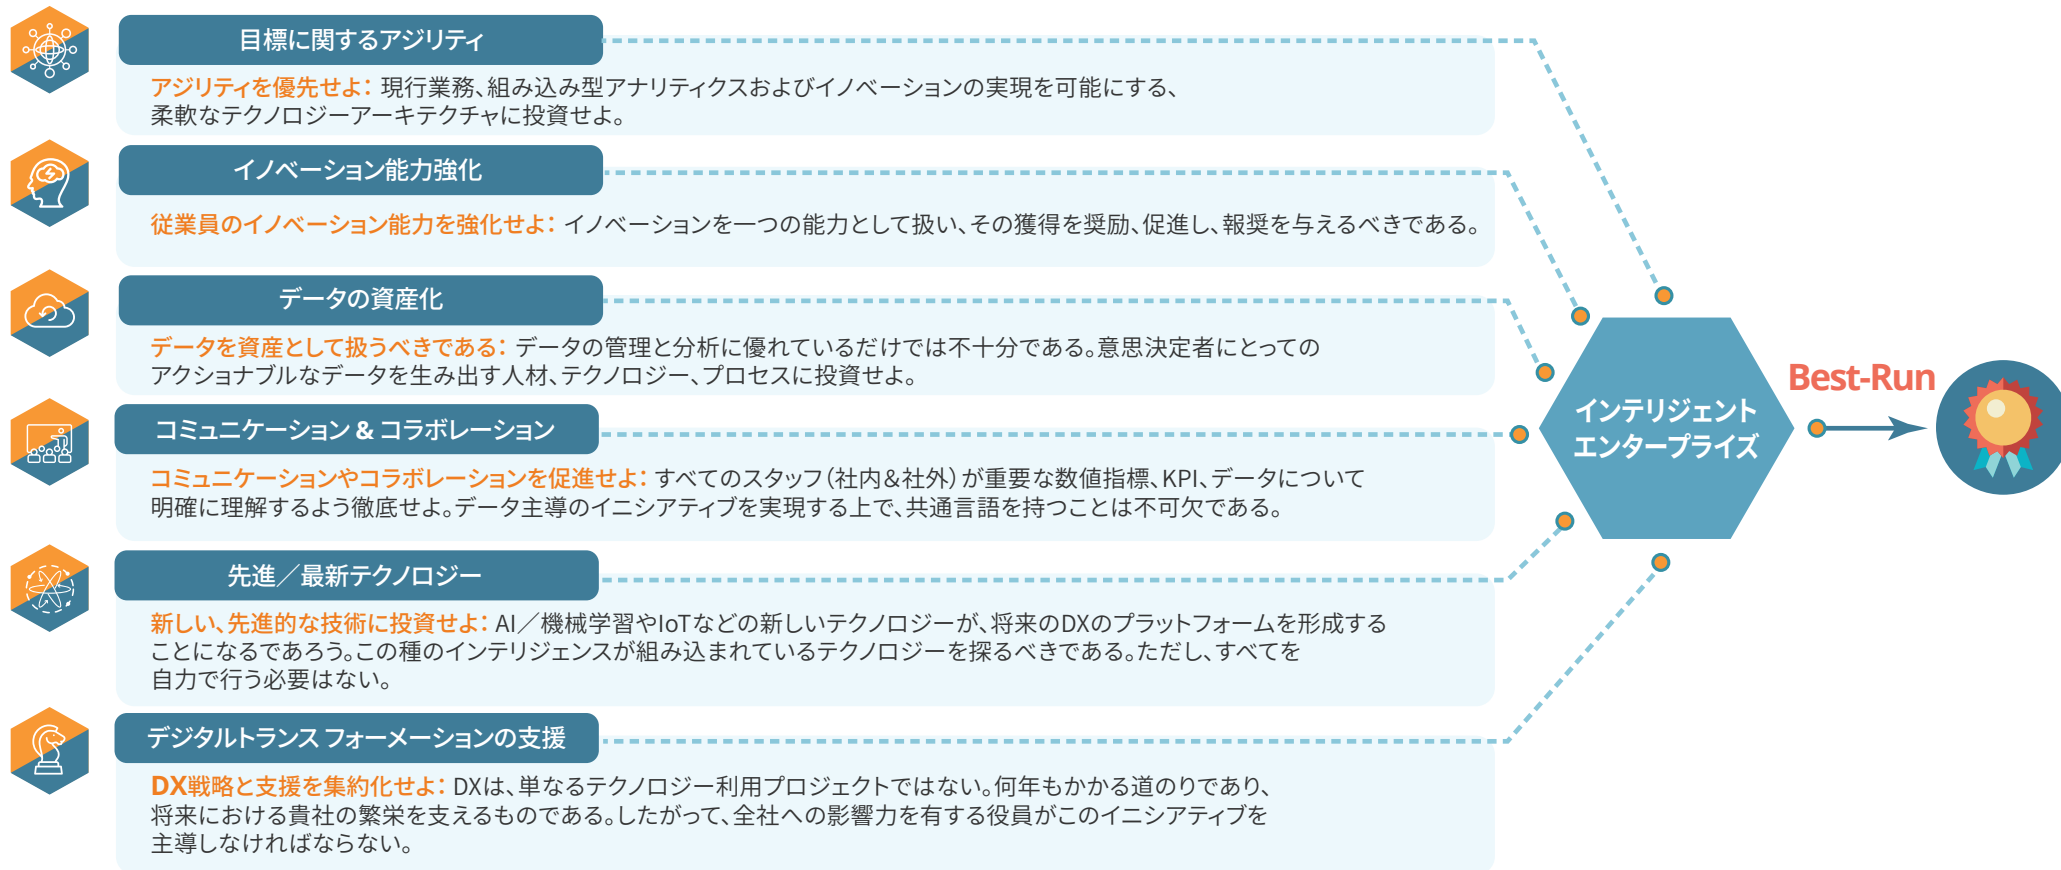 目標に関するアジリティ
アジリティを優先せよ： 現行業務、組み込み型アナリティクスおよびイノベーションの実現を可能にする、
柔軟なテクノロジーアーキテクチャに投資せよ。
イノベーション能力強化
従業員のイノベーション能力を強化せよ： イノベーションを一つの能力として扱い、その獲得を奨励、促進し、報奨を与えるべきである。
データの資産化
データを資産として扱うべきである： データの管理と分析に優れているだけでは不十分である。意思決定者にとっての
アクショナブルなデータを生み出す人材、テクノロジー、プロセスに投資せよ。
コミュニケーション & コラボレーション
コミュニケーションやコラボレーションを促進せよ： すべてのスタッフ（社内＆社外）が重要な数値指標、KPI、データについて
明確に理解するよう徹底せよ。データ主導のイニシアティブを実現する上で、共通言語を持つことは不可欠である。
先進／最新テクノロジー
新しい、先進的な技術に投資せよ： AI／機械学習やIoTなどの新しいテクノロジーが、将来のDXのプラットフォームを形成する
ことになるであろう。この種のインテリジェンスが組み込まれているテクノロジーを探るべきである。ただし、すべてを
自力で行う必要はない。
デジタルトランスフォーメーションの支援
DX戦略と支援を集約化せよ： DXは、単なるテクノロジー利用プロジェクトではない。何年もかかる道のりであり、
将来における貴社の繁栄を支えるものである。したがって、全社への影響力を有する役員がこのイニシアティブを
主導しなければならない。
インテリジェント
エンタープライズ
Best-Run